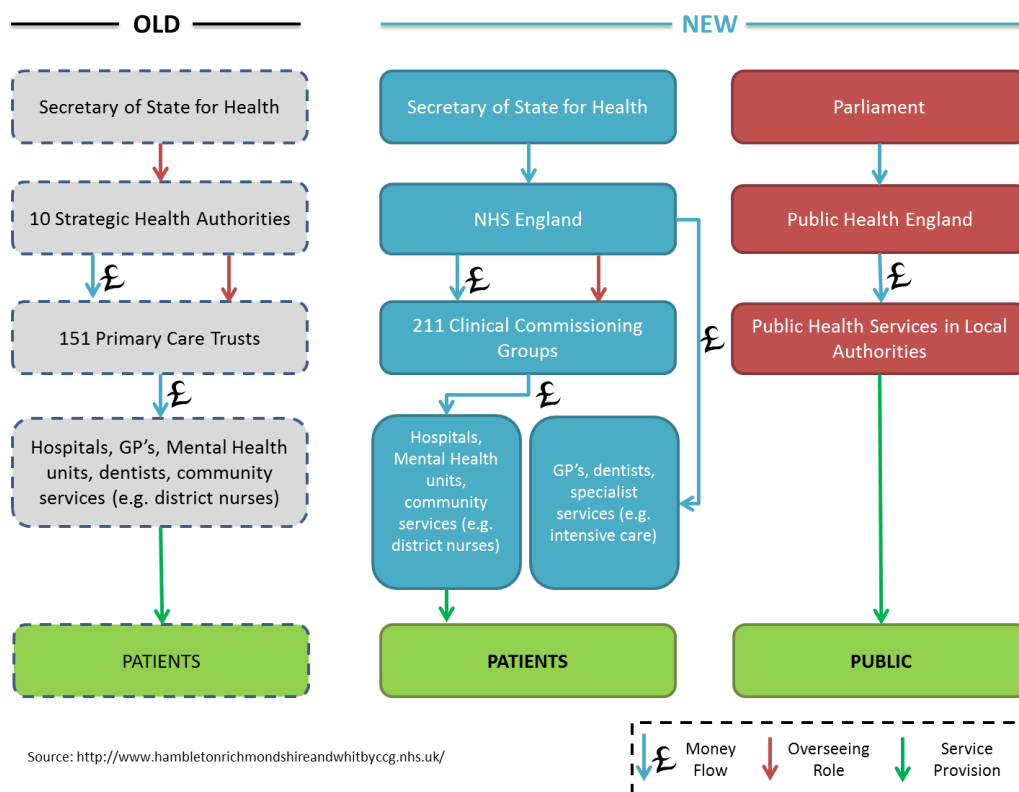 OLD
NEW
Secretary of State for Health
10 Strategic Health Authorities
£
151 Primary Care Trusts
£
Hospitals, GP's, Mental Health
units, dentists, community
services (e.g. district nurses)
PATIENTS
Secretary of State for Health
NHS England
£
£
211 Clinical Commissioning
Groups
£
Hospitals,
Mental Health
units,
community
services (e.g.
district nurses)
GP's, dentists,
specialist
services (e.g.
intensive care)
PATIENTS
Parliament
Public Health England
£
Public Health Services in Local
Authorities
PUBLIC
Source: http://www.hambletonrichmondshireandwhitbyccg.nhs.uk/
£
Money
Flow
Overseeing
Role
Service
Provision